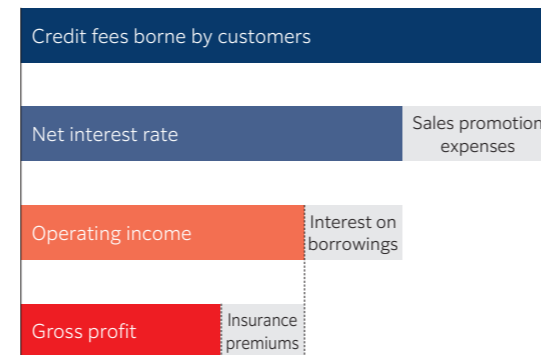 Credit fees borne by customers
Net interest rate
Sales promotion
expenses
Operating income
Interest on
borrowings
Gross profit
Insurance
premiums